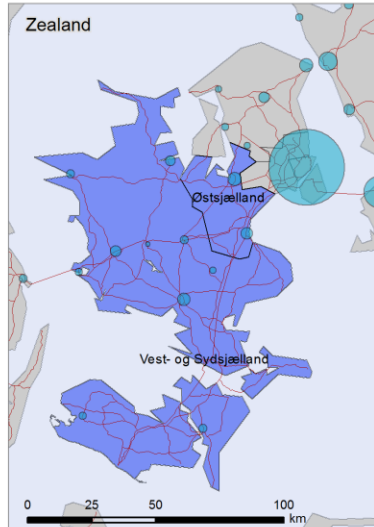 Zealand
Østsjælland
Vest- og Sydsjælland
0 25 50 100
km